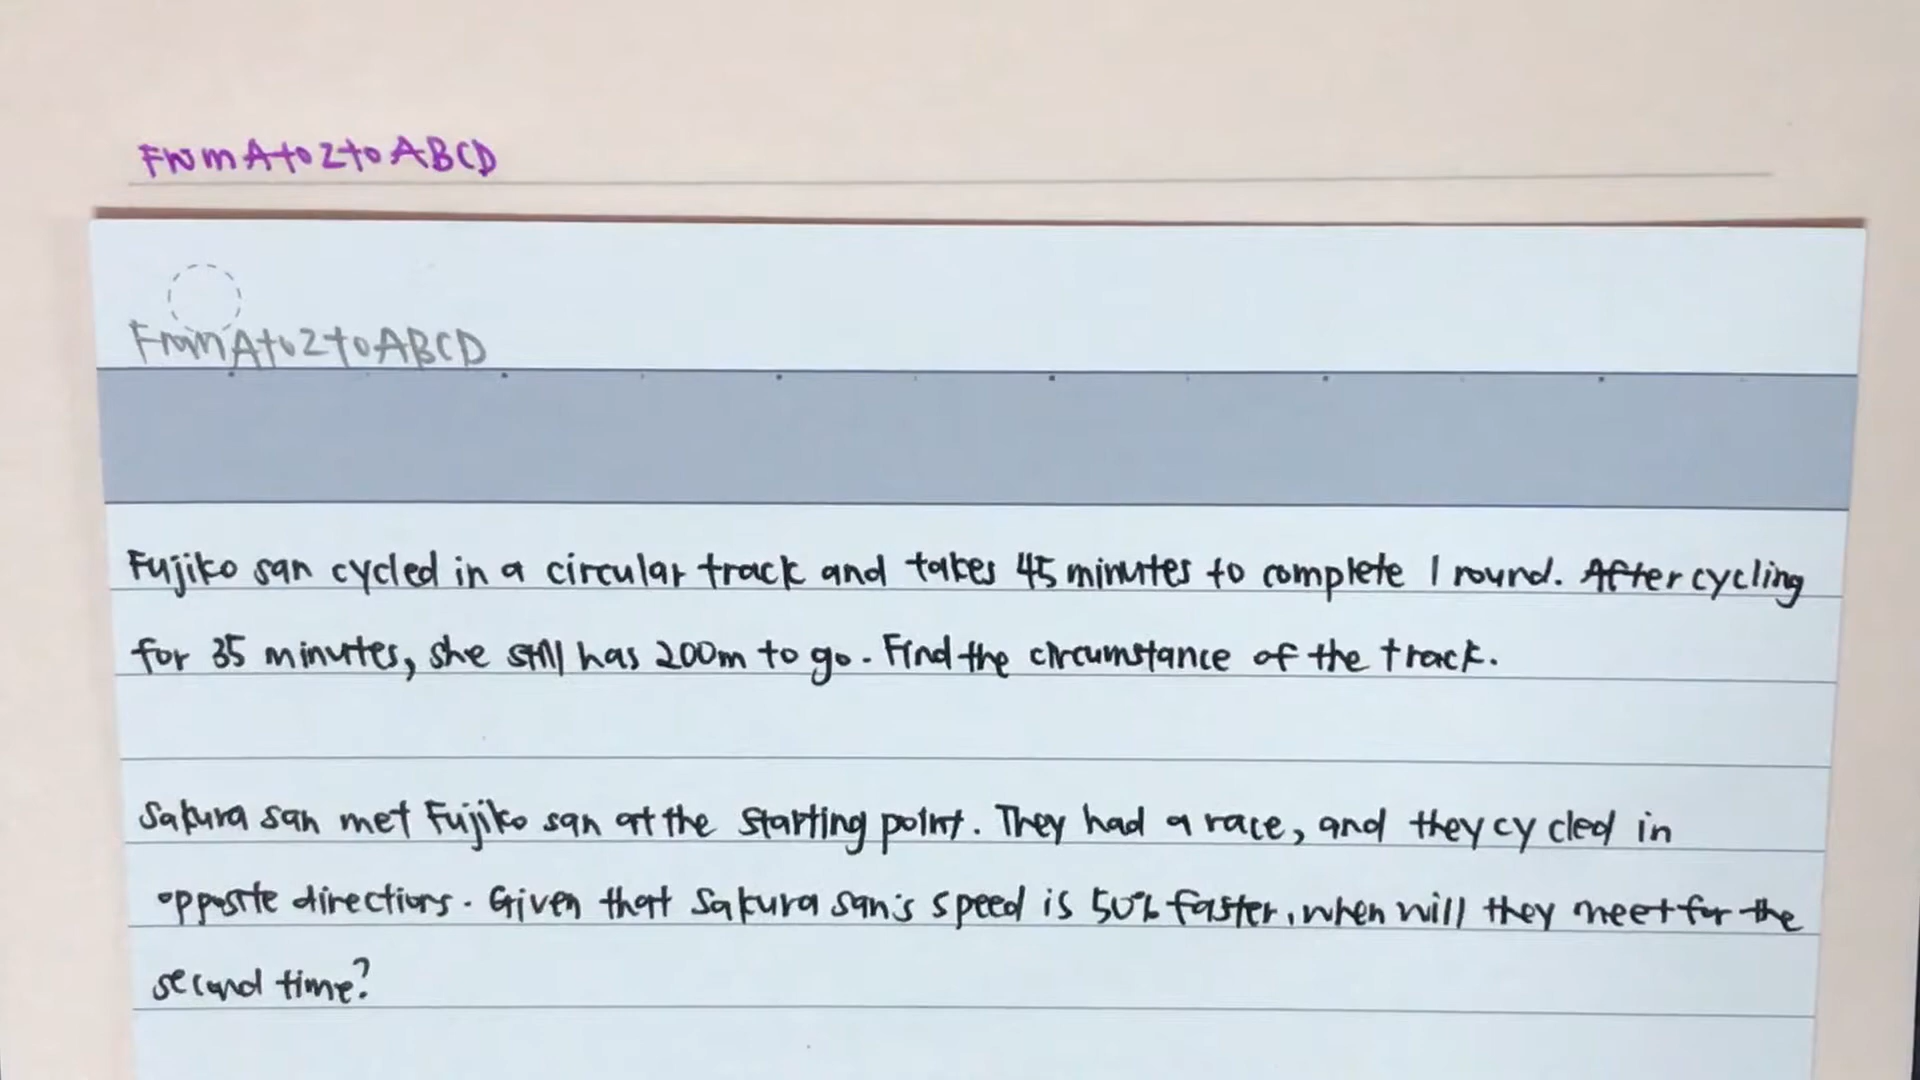 From A to Z to ABCD
From A to Z to ABCD
Fujiko san cycled in a circular track and takes 45 minutes to complete 1 round. After cycling
for 35 minutes, she still has 200m to go. Find the circumstance of the track.
Sakura san met Fujiko san at the starting point. They had a race, and they cycled in
opposite directions. Given that Sakura san's speed is 50% faster, when will they meet for the
second time?